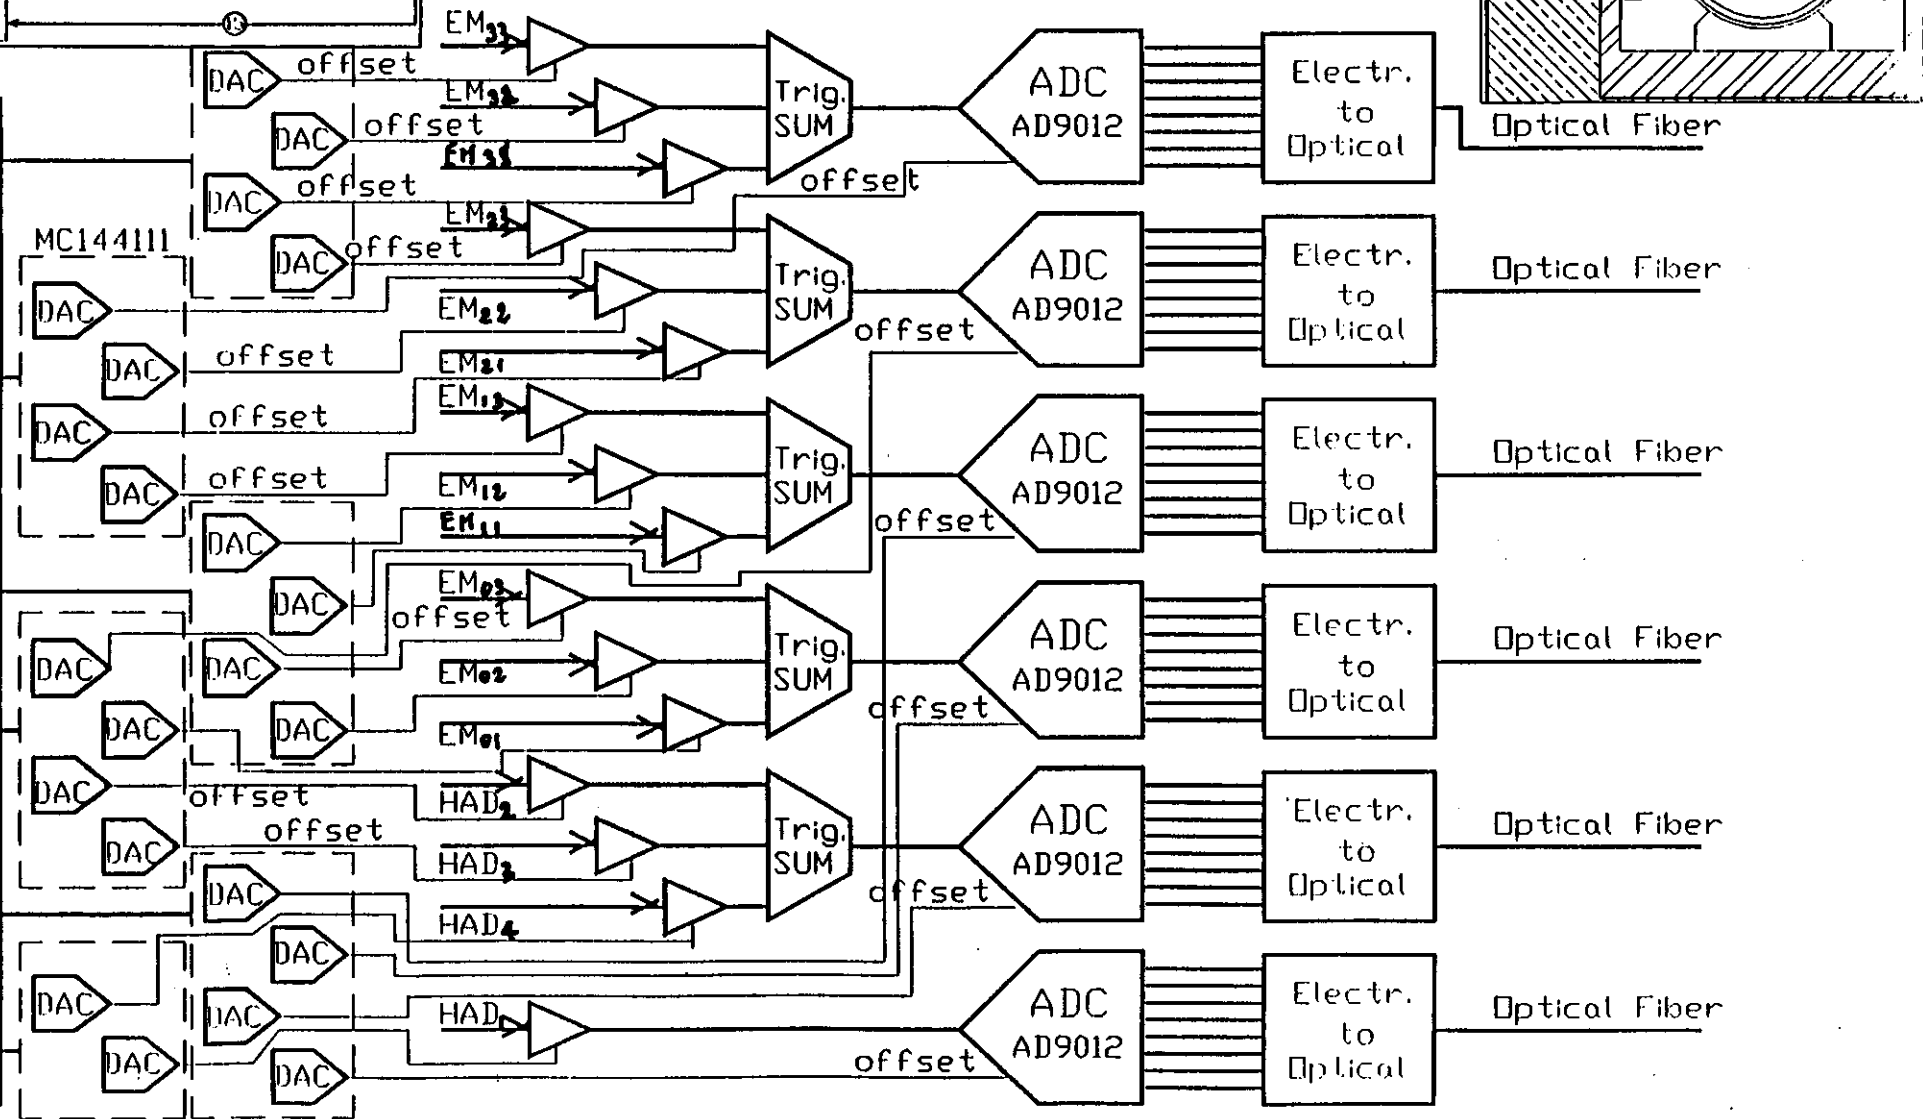 13
EM33
DAC
offset
EM32
DAC
offset
EM31
DAC
offset
EM23
DAC
offset
Trig.
SUM
ADC
AD9012
offset
Electr.
to
Optical
Optical Fiber
MC144111
DAC
DAC
offset
DAC
offset
DAC
offset
EM22
EM21
EM13
Trig.
SUM
ADC
AD9012
offset
Electr.
to
Optical
Optical Fiber
EM12
EM11
DAC
DAC
Trig.
SUM
ADC
AD9012
offset
Electr.
to
Optical
Optical Fiber
EM03
offset
EM02
EM01
DAC
DAC
DAC
DAC
Trig.
SUM
ADC
AD9012
offset
Electr.
to
Optical
Optical Fiber
DAC
offset
DAC
offset
HAD2
HAD3
HAD4
Trig.
SUM
ADC
AD9012
offset
Electr.
to
Optical
Optical Fiber
DAC
DAC
DAC
DAC
DAC
DAC
HAD
offset
ADC
AD9012
Electr.
to
Optical
Optical Fiber